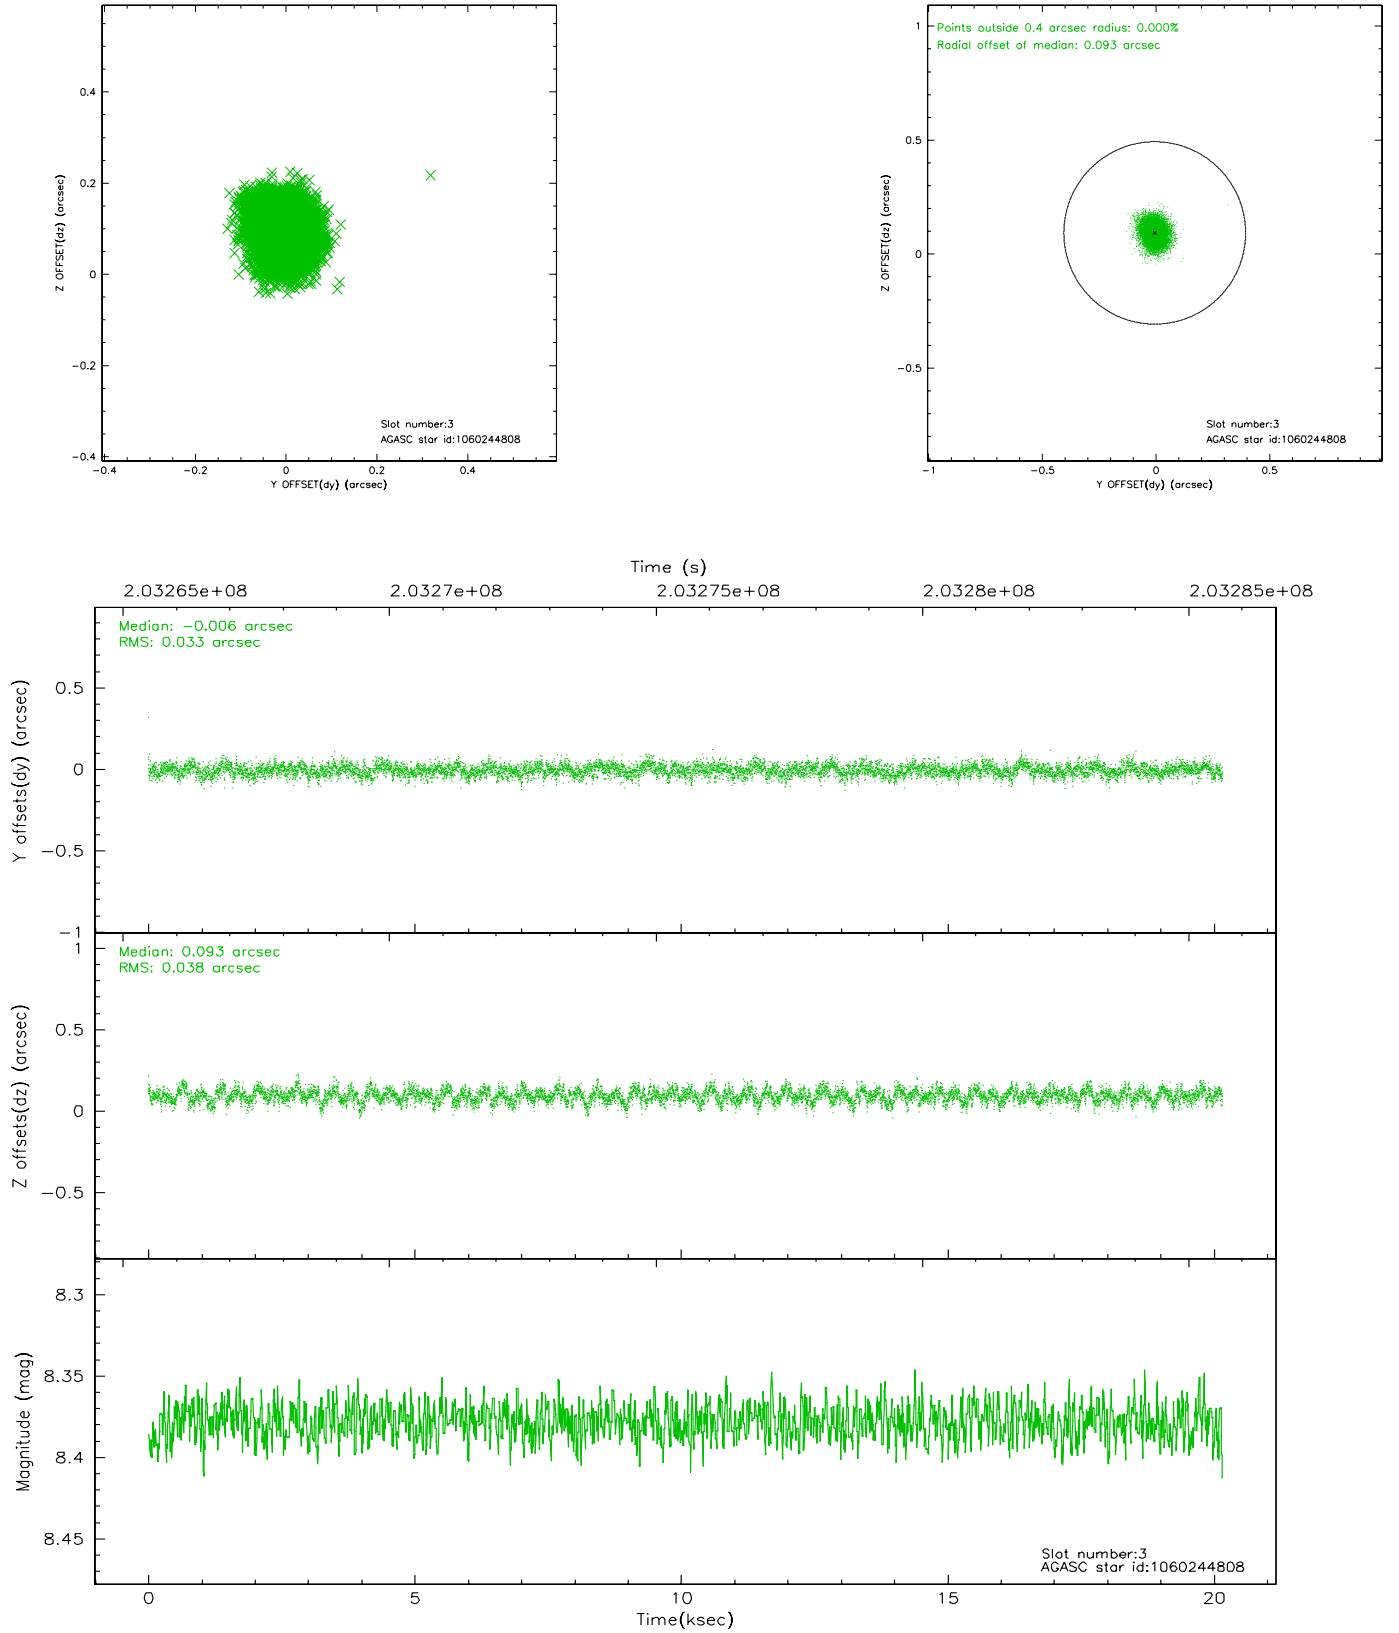 0.4
0.2
0
-0.2
-0.4
Z OFFSET(dz) (arcsec)
Slot number:3
AGASC star id:1060244808
-0.4 -0.2 0 0.2 0.4
Y OFFSET(dy) (arcsec)
Points outside 0.4 arcsec radius: 0.000%
Radial offset of median: 0.093 arcsec
1
0.5
0
-0.5
-1
Z OFFSET(dz) (arcsec)
Slot number:3
AGASC star id:1060244808
-1 -0.5 0 0.5
Y OFFSET(dy) (arcsec)
Time (s)
2.03265e+08 2.0327e+08 2.03275e+08 2.0328e+08 2.03285e+08
Median: -0.006 arcsec
RMS: 0.033 arcsec
0.5
0
-0.5
-1
Y offsets(dy) (arcsec)
Median: 0.093 arcsec
RMS: 0.038 arcsec
1
0.5
0
-0.5
Z offsets(dz) (arcsec)
8.3
8.35
8.4
8.45
Magnitude (mag)
Slot number:3
AGASC star id:1060244808
0 5 10 15 20
Time(ksec)